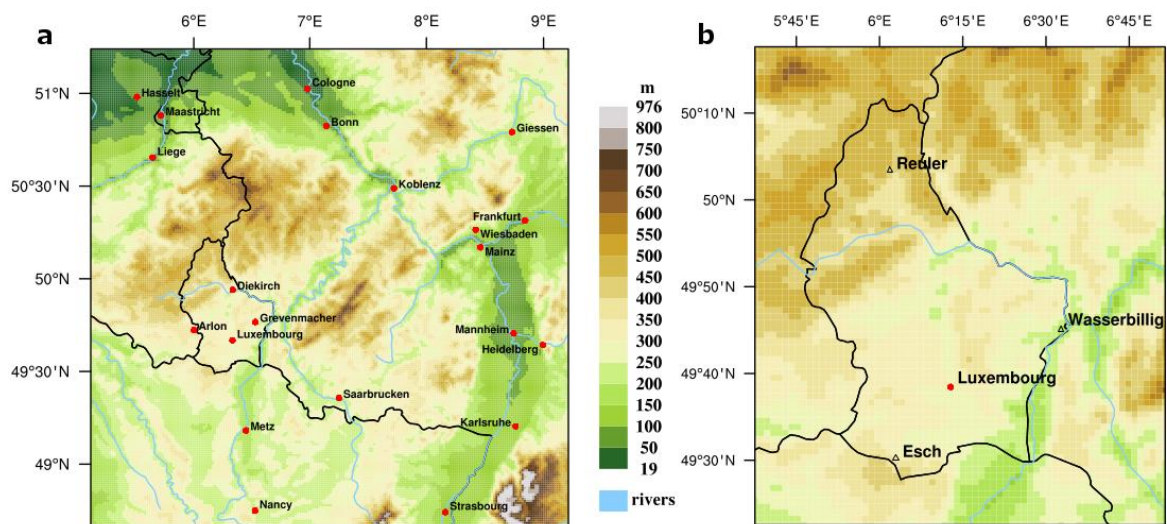 a
6°E
7°E
8°E
9°E
51°N
50°30'N
50°N
49°30'N
49°N
Hasselt
Cologne
Maastricht
Bonn
Giessen
Liege
Koblenz
Frankfurt
Wiesbaden
Mainz
Diekirch
Grevenmacher
Arlon
Luxembourg
Mannheim
Heidelberg
Saarbrucken
Metz
Karlsruhe
Nancy
Strasbourg
m
976
800
750
700
650
600
550
500
450
400
350
300
250
200
150
100
50
19
rivers
b
5°45'E
6°E
6°15'E
6°30'E
6°45'E
50°10'N
50°N
49°50'N
49°40'N
49°30'N
Reuler
Wasserbillig
Luxembourg
Esch